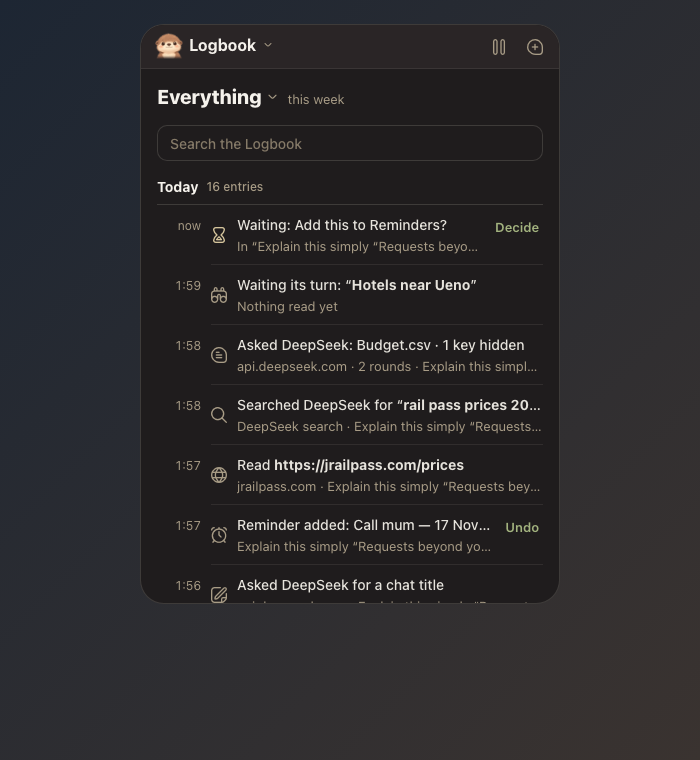 Logbook
Everything this week
Search the Logbook
Today 16 entries
now Waiting: Add this to Reminders? Decide
In “Explain this simply “Requests beyo...
1:59 Waiting its turn: “Hotels near Ueno”
Nothing read yet
1:58 Asked DeepSeek: Budget.csv · 1 key hidden
api.deepseek.com · 2 rounds · Explain this simpl...
1:58 Searched DeepSeek for “rail pass prices 20...
DeepSeek search · Explain this simply “Requests...
1:57 Read https://jrailpass.com/prices
jrailpass.com · Explain this simply “Requests bey...
1:57 Reminder added: Call mum — 17 Nov... Undo
Explain this simply “Requests beyond yo...
1:56 Asked DeepSeek for a chat title